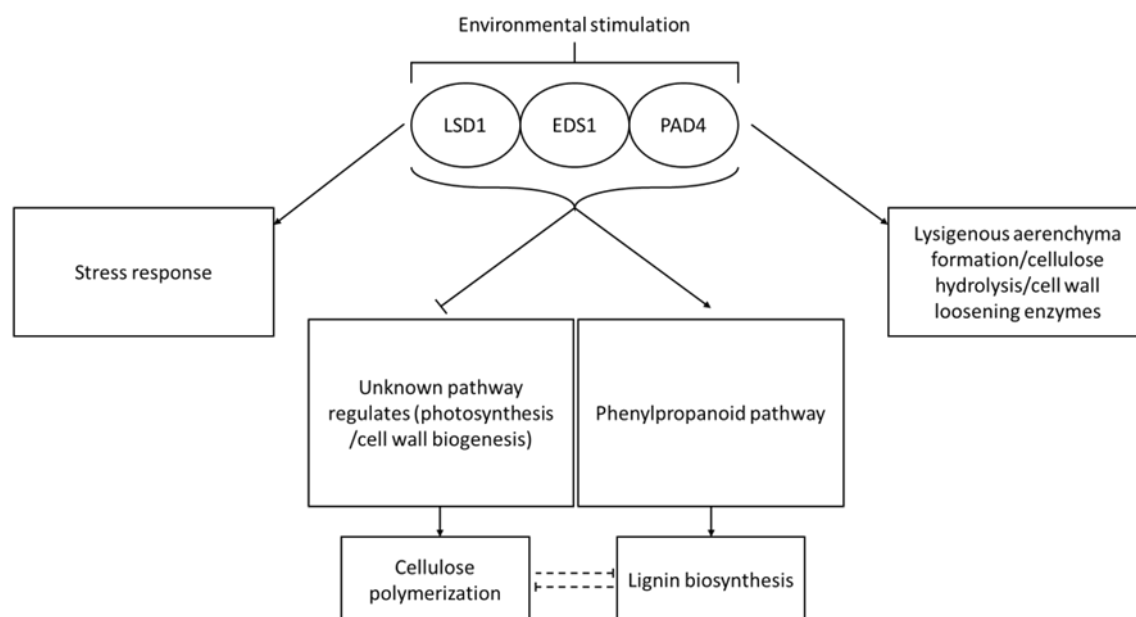 Environmental stimulation
LSD1
EDS1
PAD4
Stress response
Lysigenous aerenchyma
formation/cellulose
hydrolysis/cell wall
loosening enzymes
Unknown pathway
regulates (photosynthesis
/cell wall biogenesis)
Phenylpropanoid pathway
Cellulose
polymerization
Lignin biosynthesis